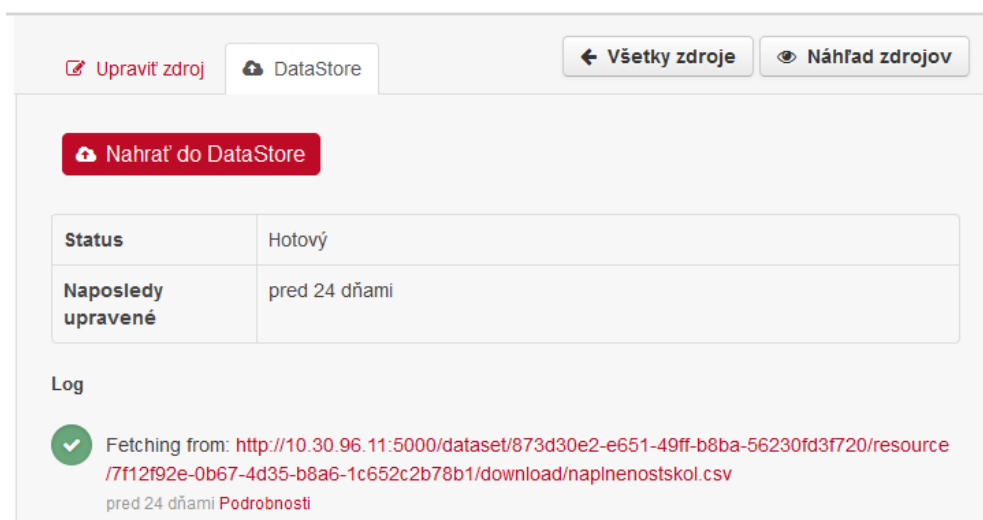 Upraviť zdroj
DataStore
Všetky zdroje
Náhľad zdrojov
Nahrať do DataStore
Status Hotový
Naposledy pred 24 dňami
upravené
Log
Fetching from: http://10.30.96.11:5000/dataset/873d30e2-e651-49ff-b8ba-56230fd3f720/resource
/7f12f92e-0b67-4d35-b8a6-1c652c2b78b1/download/naplnenostskol.csv
pred 24 dňami Podrobnosti